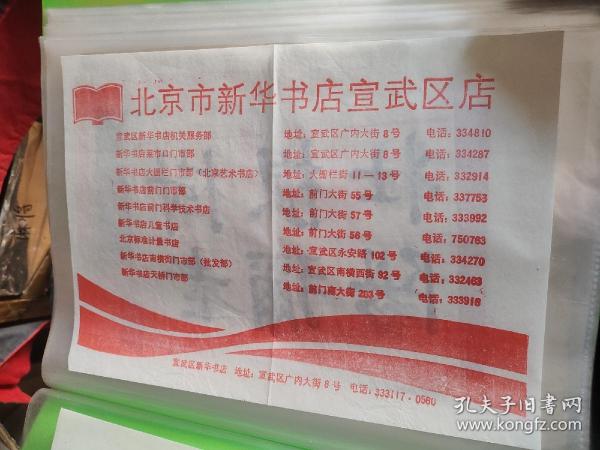 北京市新华书店宣武区店
宣武区新华书店机关服务部 地址：宣武区广内大街8号 电话：334810
新华书店菜市口门市部 地址：宣武区广内大街8号 电话：334287
新华书店大栅栏门市部（北京艺术书店） 地址：大栅栏街11—13号 电话：332914
新华书店前门门市部 地址：前门大街55号 电话：337753
新华书店前门科学技术书店 地址：前门大街57号 电话：333992
新华书店儿童书店 地址：前门大街56号 电话：750763
北京标准计量书店 地址：宣武区永安路102号 电话：334270
新华书店南横街门市部（批发部） 地址：宣武区南横西街92号 电话：332463
新华书店天桥门市部 地址：前门南大街203号 电话：333918
宣武区新华书店 地址：宣武区广内大街8号 电话：333117·0560
孔夫子旧书网
KONGFZ.COM